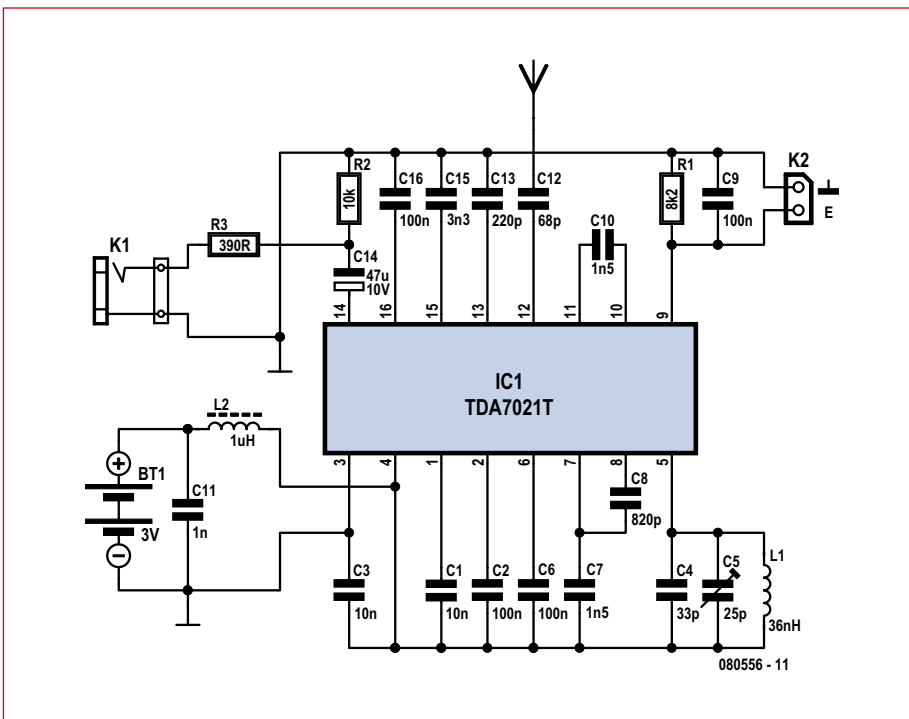 R2
10k
C16
100n
C15
3n3
C13
220p
C12
68p
C10
1n5
R1
8k2
C9
100n
K2
E
K1
R3
390R
C14
47u
10V
14
16
15
13
12
11
10
9
IC1
TDA7021T
3
4
1
2
6
7
8
5
L2
1uH
BT1
3V
C11
1n
C3
10n
C1
10n
C2
100n
C6
100n
C7
1n5
C8
820p
C4
33p
C5
25p
L1
36nH
080556 - 11